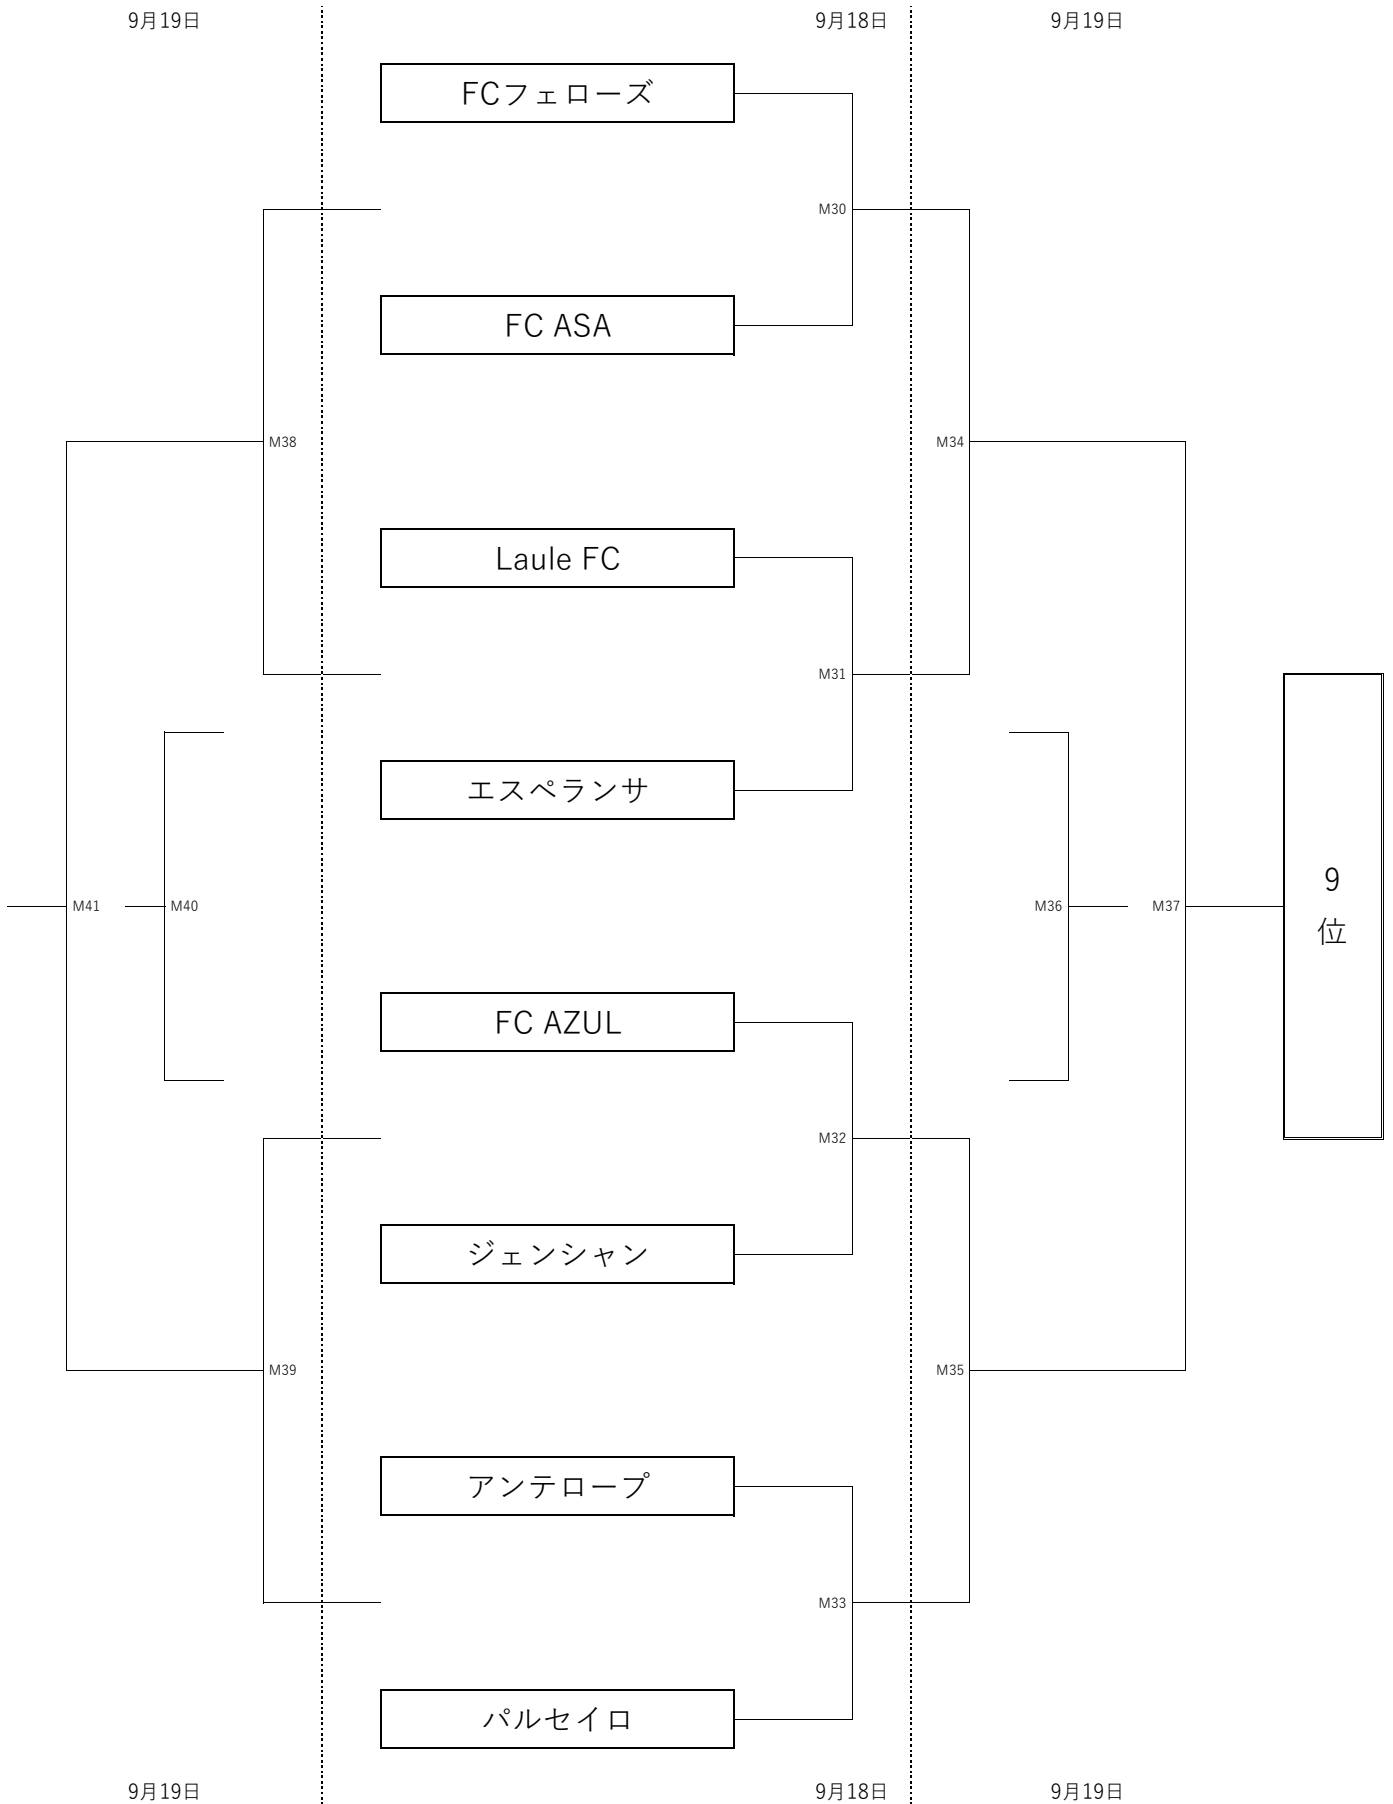 9月19日 9月18日 9月19日
FCフェローズ
M30
FC ASA
M38 M34
Laule FC
M31
エスペランサ
9
M41 M40 M36 M37
位
FC AZUL
M32
ジェンシャン
M39 M35
アンテロープ
M33
パルセイロ
9月19日 9月18日 9月19日